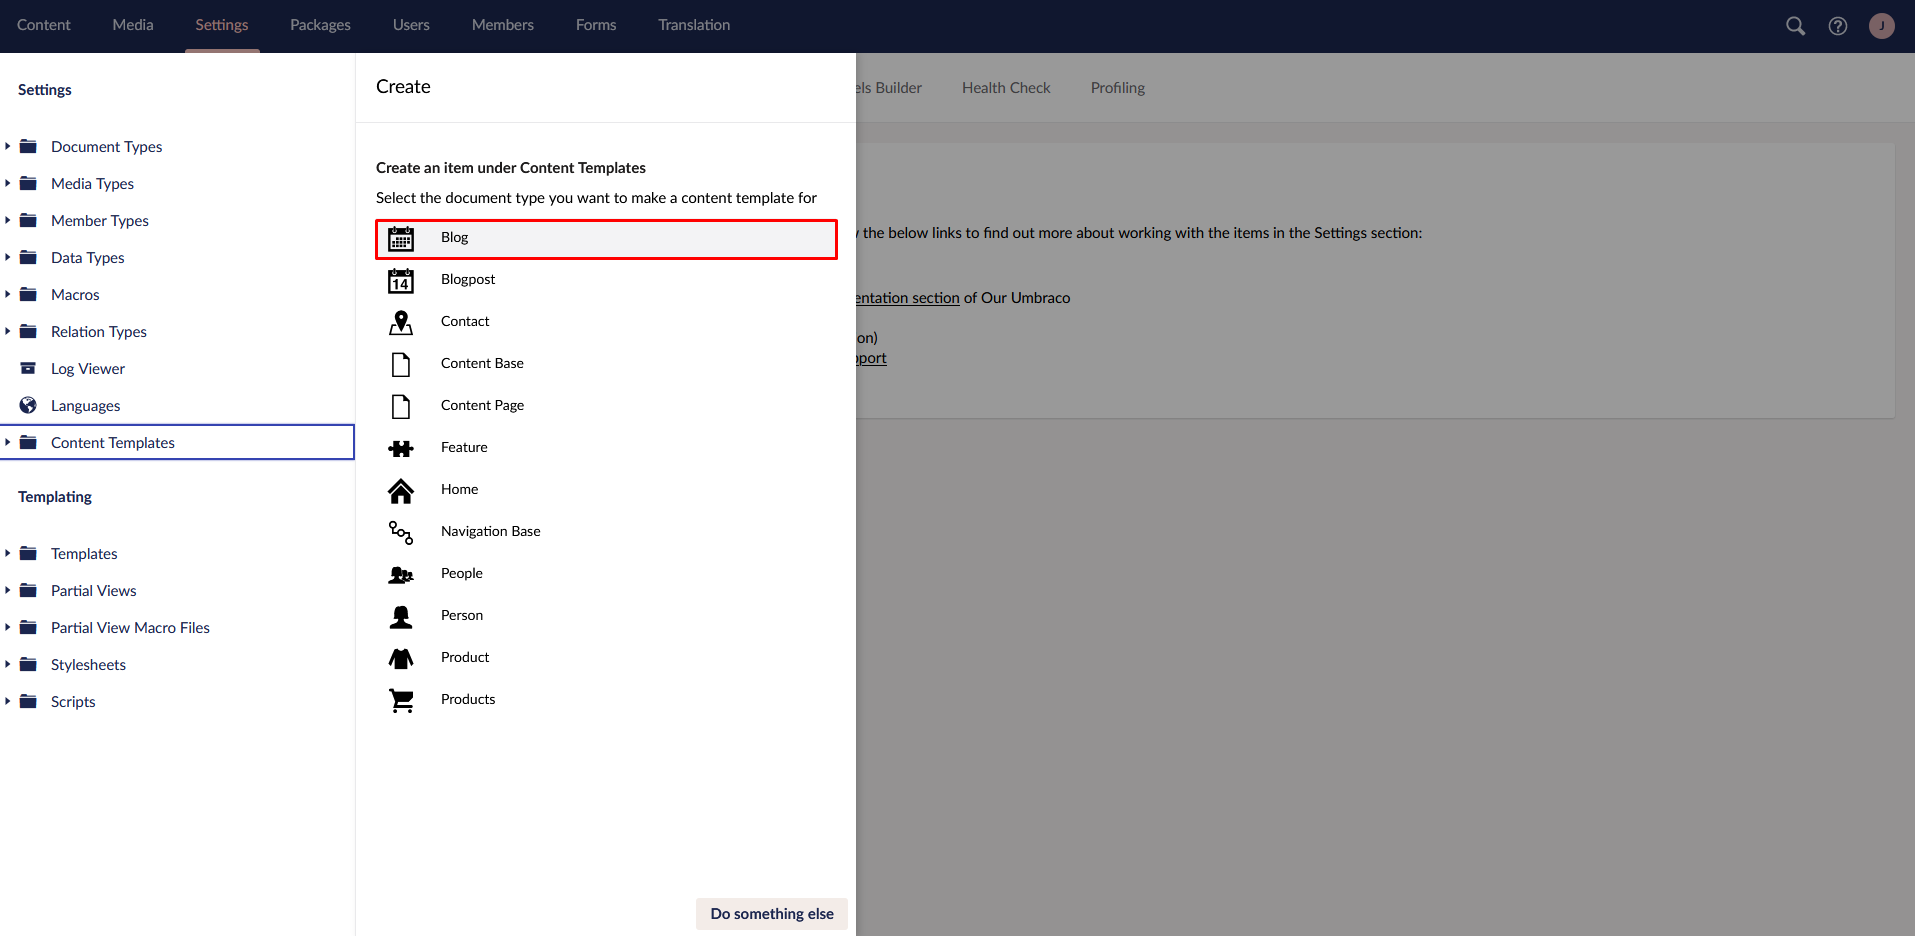 Content Media Settings Packages Users Members Forms Translation
J
Settings
Document Types
Media Types
Member Types
Data Types
Macros
Relation Types
Log Viewer
Languages
Content Templates
Templating
Templates
Partial Views
Partial View Macro Files
Stylesheets
Scripts
Create
Create an item under Content Templates
Select the document type you want to make a content template for
Blog
14 Blogpost
Contact
Content Base
Content Page
Feature
Home
Navigation Base
People
Person
Product
Products
Do something else
els Builder Health Check Profiling
the below links to find out more about working with the items in the Settings section:
entation section of Our Umbraco
on)
pport